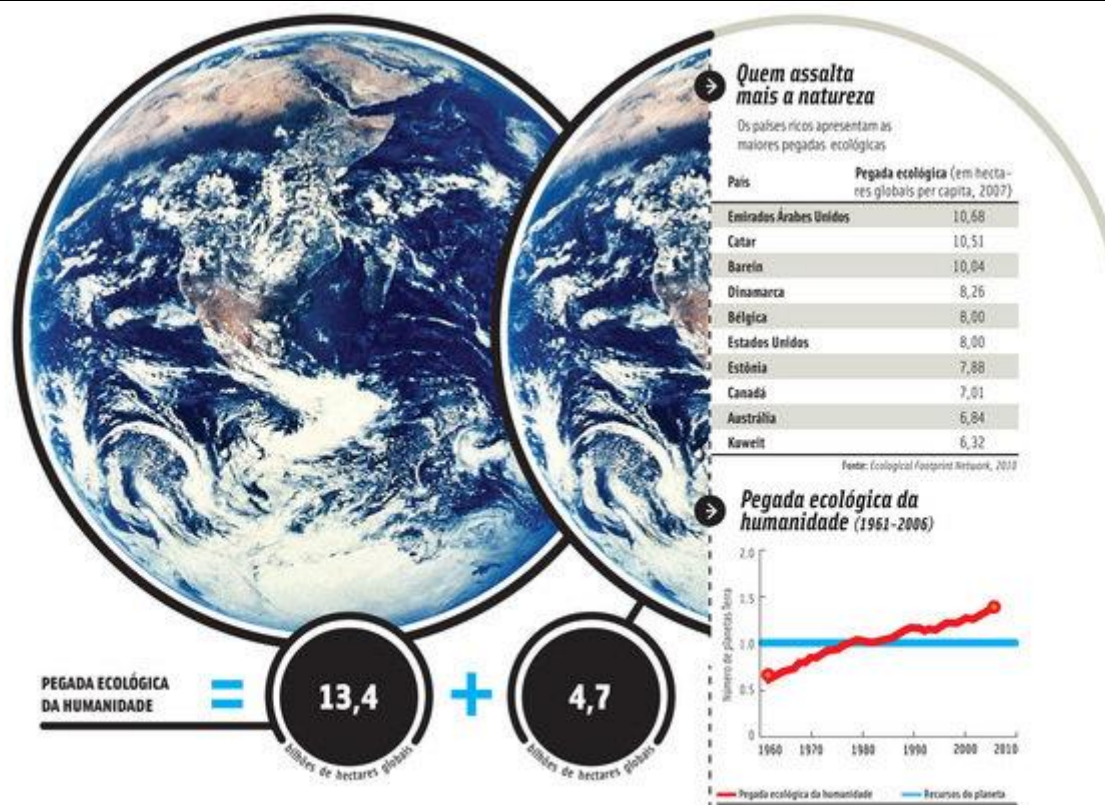 Quem assalta
mais a natureza
Os países ricos apresentam as
maiores pegadas ecológicas
País
Pegada ecológica (em hecta-
res globais per capita, 2007)
Emirados Árabes Unidos 10,68
Catar 10,51
Barein 10,04
Dinamarca 8,26
Bélgica 8,00
Estados Unidos 8,00
Estônia 7,88
Canadá 7,01
Austrália 6,84
Kuweit 6,32
Fonte: Ecological Footprint Network, 2010
Pegada ecológica da
humanidade (1961-2006)
Número de planetas Terra
2.0
1.5
1.0
0.5
0
1960 1970 1980 1990 2000 2010
Pegada ecológica da humanidade Recursos do planeta
PEGADA ECOLÓGICA
DA HUMANIDADE
=
13,4
bilhões de hectares globais
+
4,7
bilhões de hectares globais